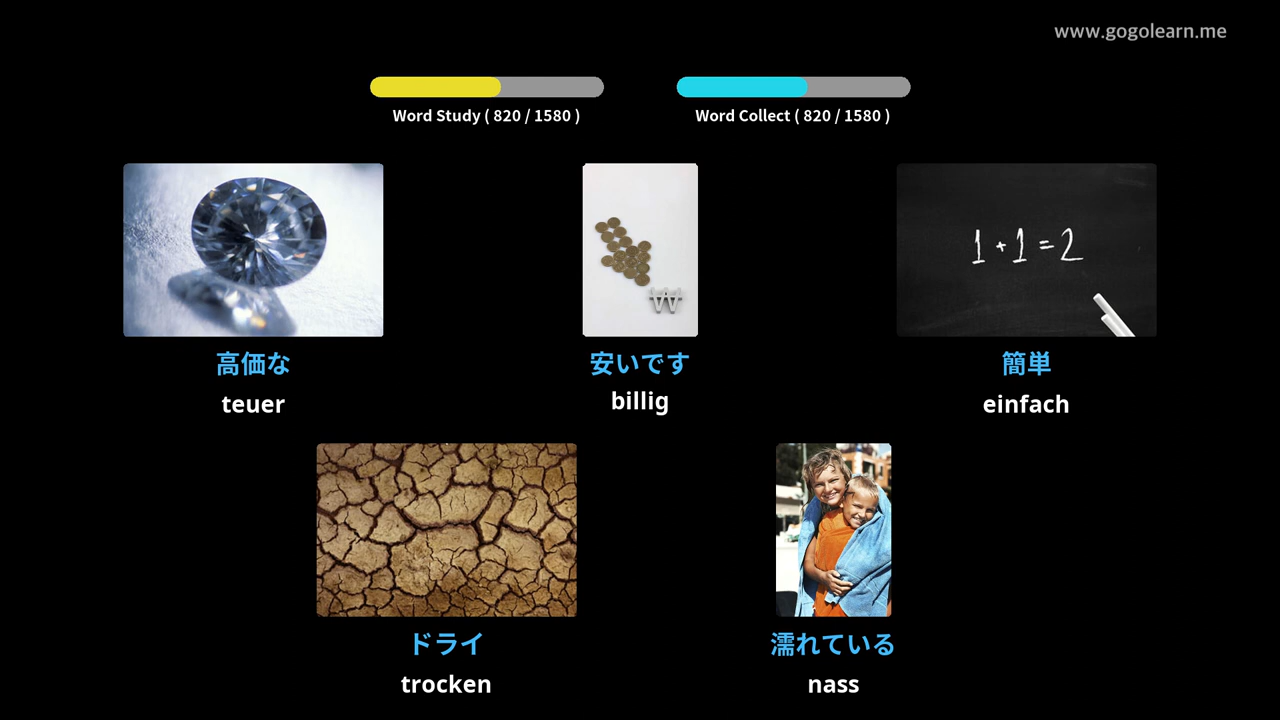 www.gogolearn.me
Word Study ( 820 / 1580 )
Word Collect ( 820 / 1580 )
1 + 1 = 2
₩
高価な
teuer
安いです
billig
簡単
einfach
ドライ
trocken
濡れている
nass